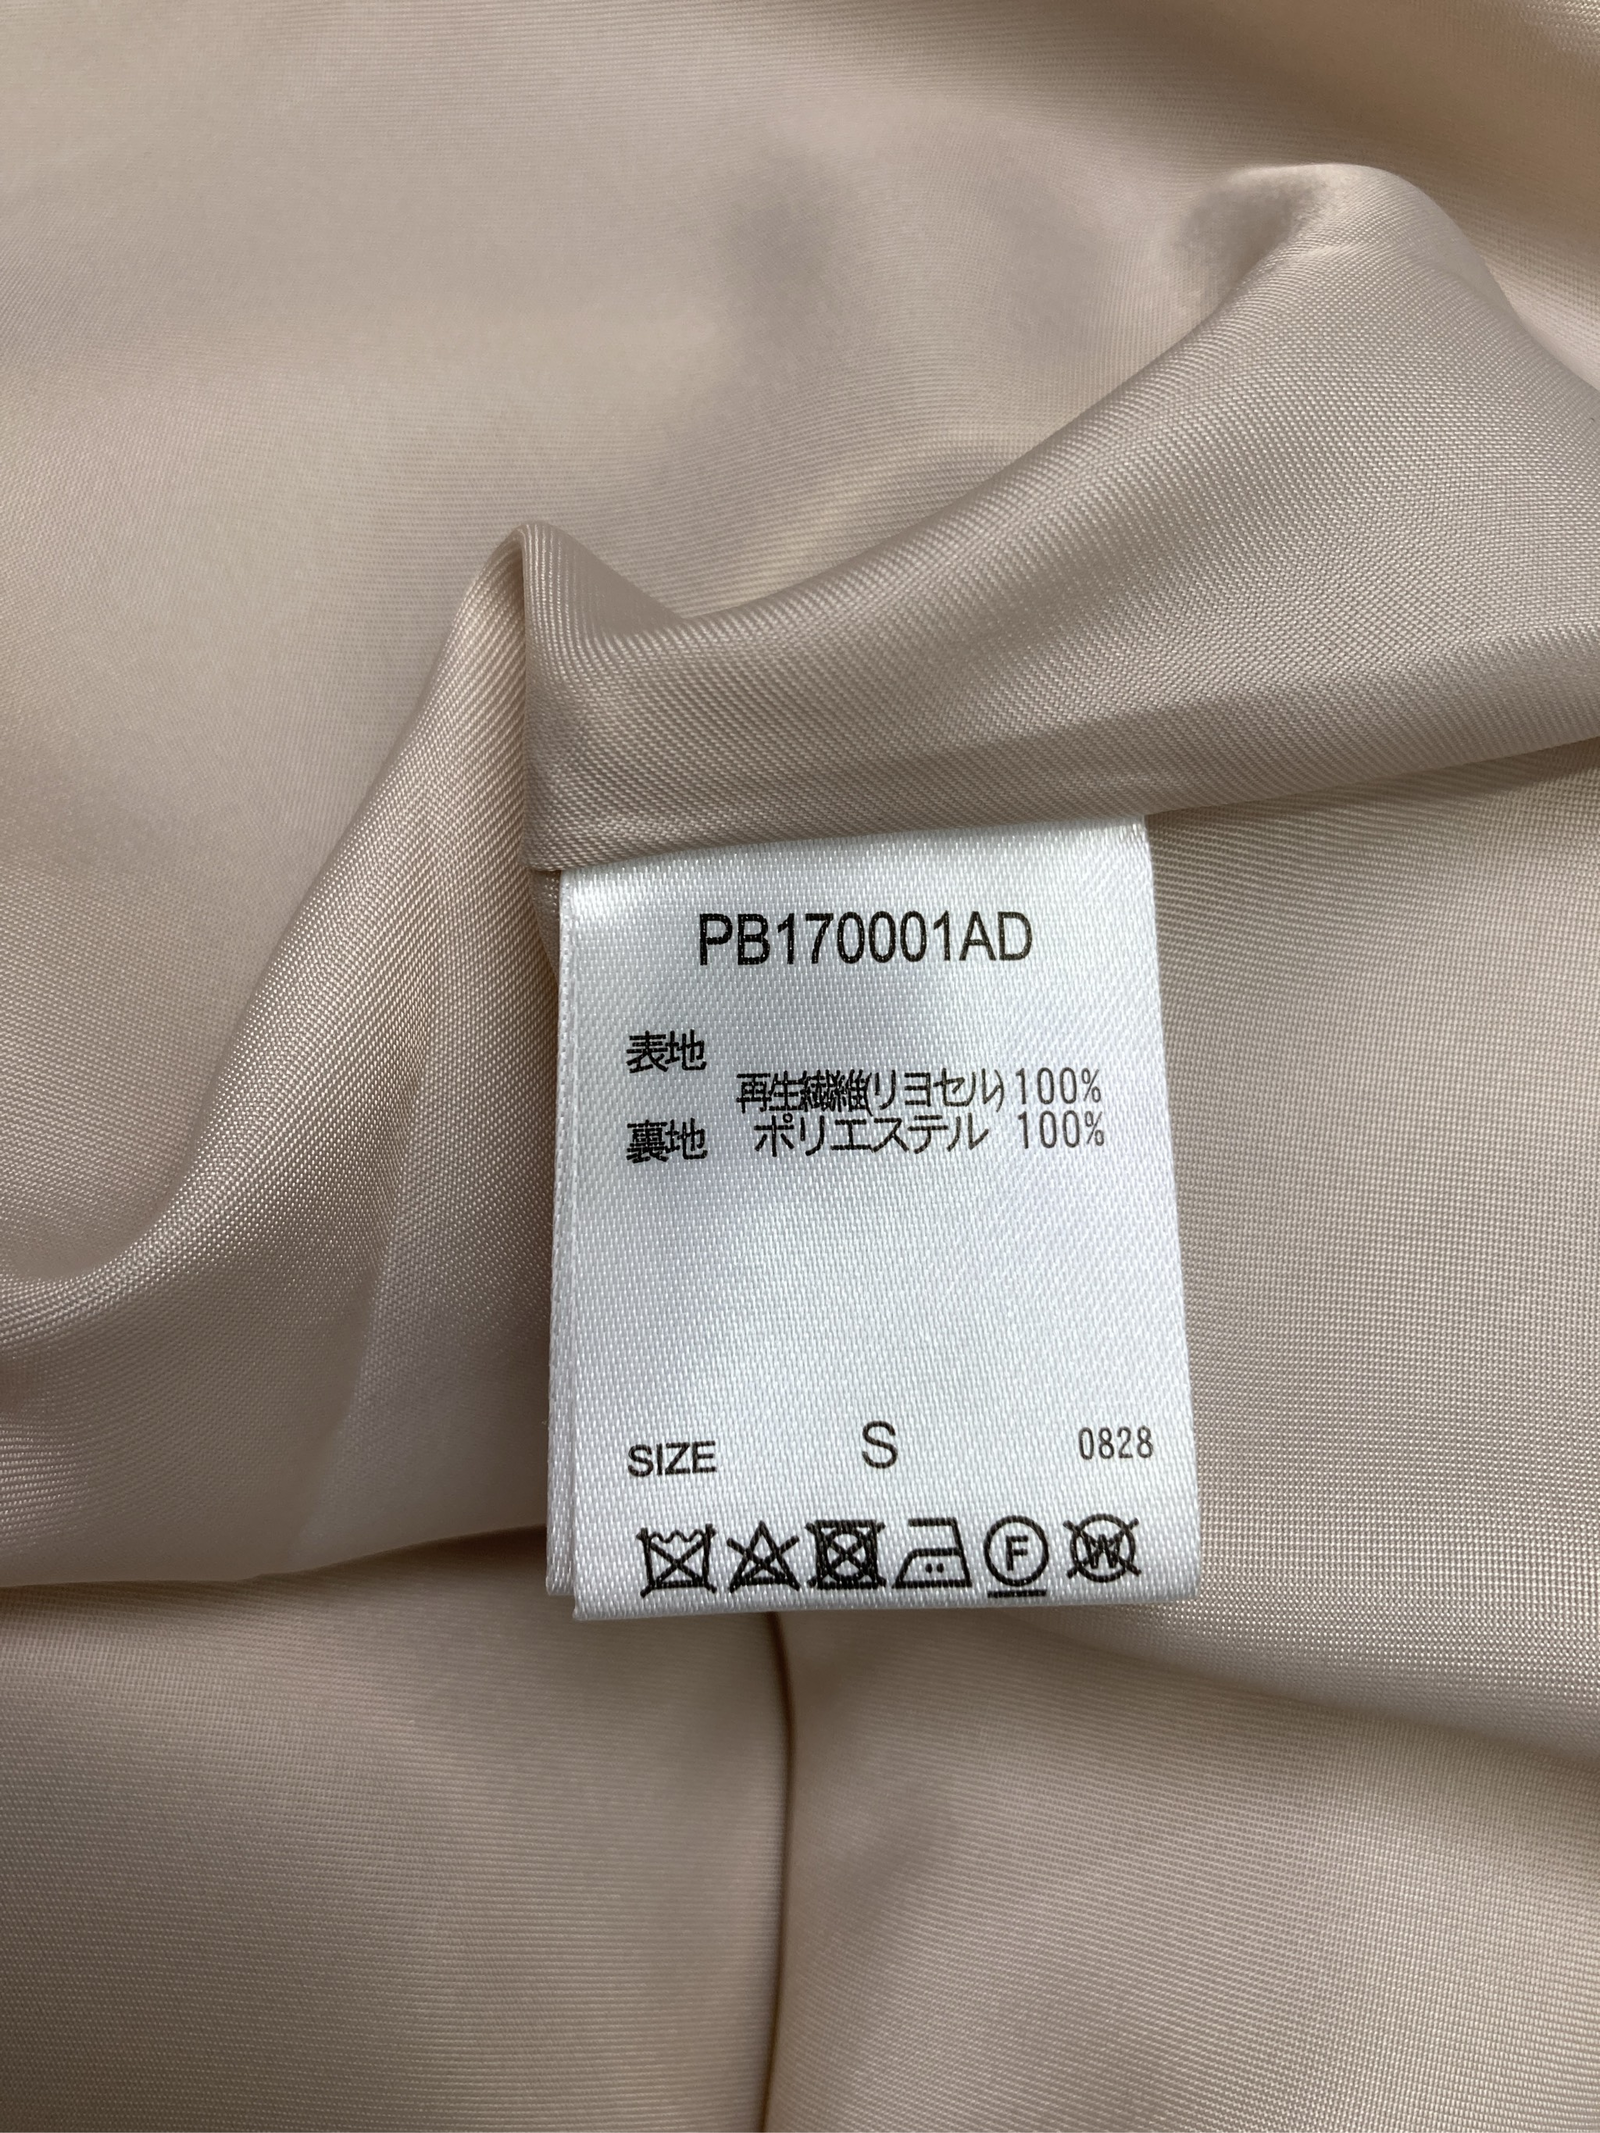 PB170001AD
表地
再生繊維(リヨセル)100%
裏地 ポリエステル 100%
SIZE S 0828
F W